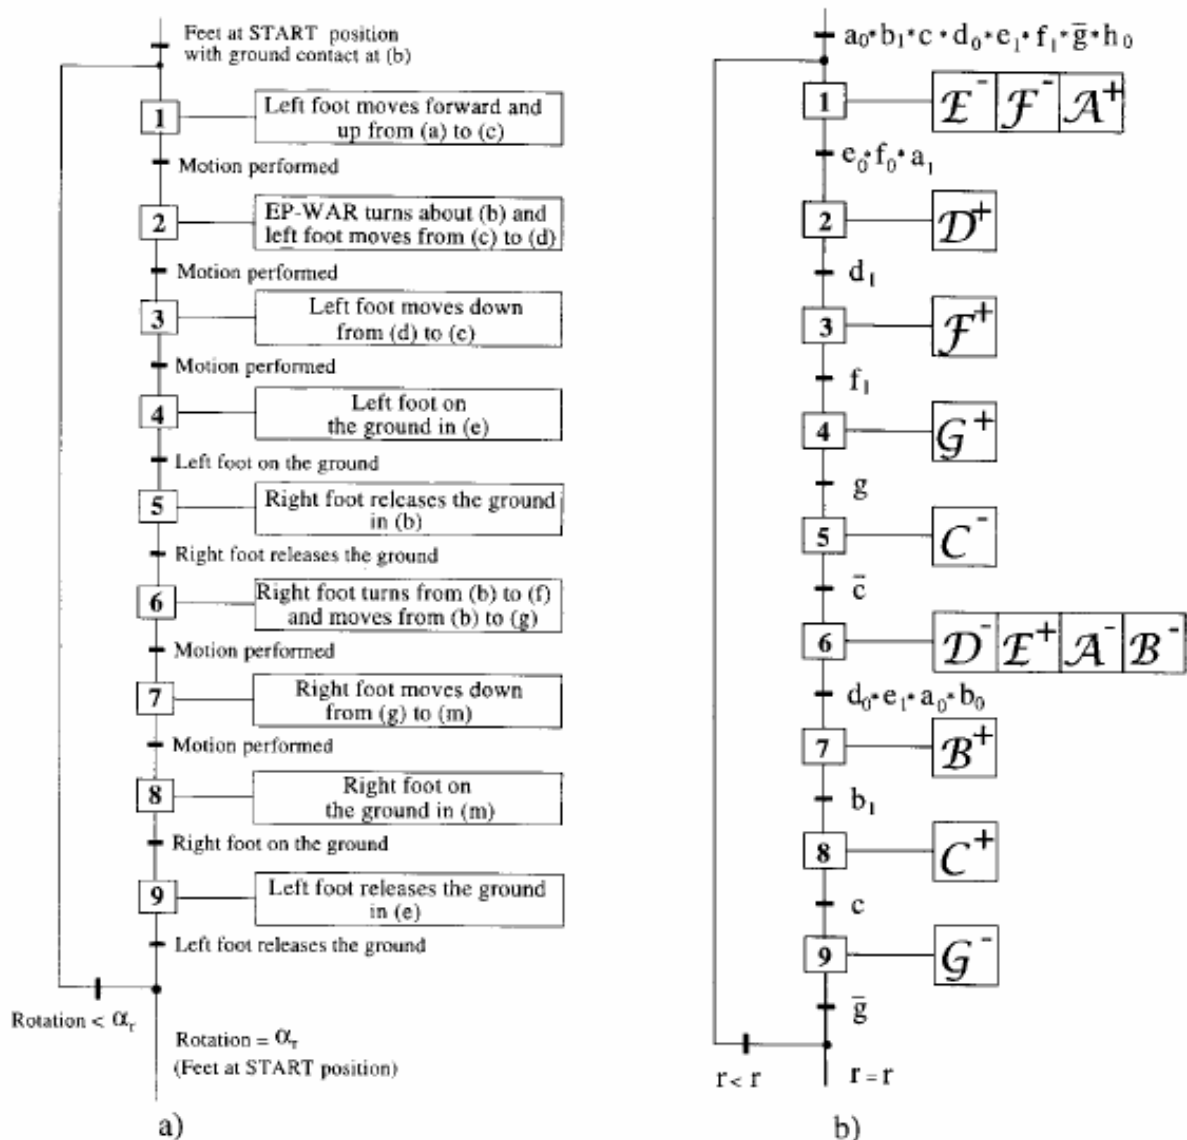 Feet at START position
with ground contact at (b)
1
Left foot moves forward and
up from (a) to (c)
Motion performed
2
EP-WAR turns about (b) and
left foot moves from (c) to (d)
Motion performed
3
Left foot moves down
from (d) to (e)
Motion performed
4
Left foot on
the ground in (e)
Left foot on the ground
5
Right foot releases the ground
in (b)
Right foot releases the ground
6
Right foot turns from (b) to (f)
and moves from (b) to (g)
Motion performed
7
Right foot moves down
from (g) to (m)
Motion performed
8
Right foot on
the ground in (m)
Right foot on the ground
9
Left foot releases the ground
in (e)
Left foot releases the ground
Rotation < αᵣ
Rotation = αᵣ
(Feet at START position)
a)
a₀*b₁*c*d₀*e₁*f₁*g̅*h₀
1
E⁻ F⁻ A⁺
e₀*f₀*a₁
2
D⁺
d₁
3
F⁺
f₁
4
G⁺
g
5
C⁻
c̅
6
D⁻ E⁺ A⁻ B⁻
d₀*e₁*a₀*b₀
7
B⁺
b₁
8
C⁺
c
9
G⁻
g̅
r < r
r = r
b)